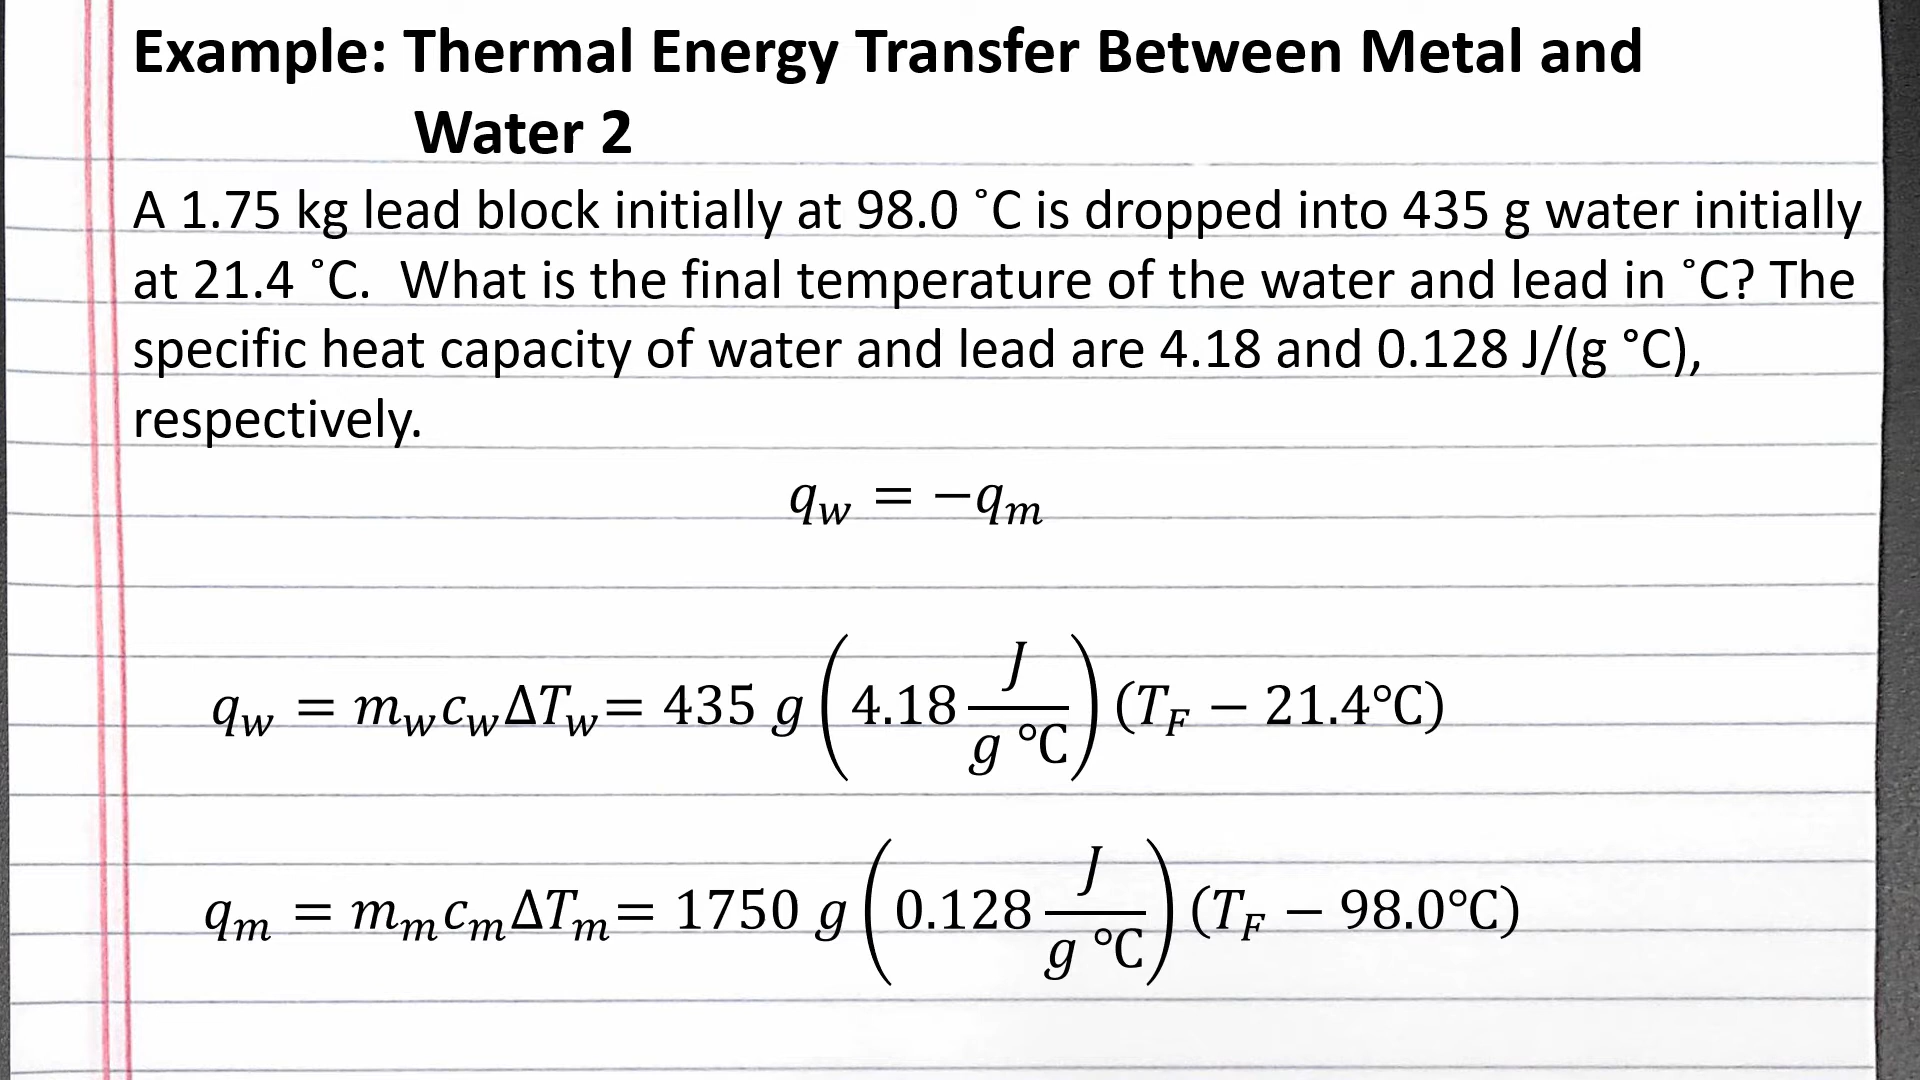 Example: Thermal Energy Transfer Between Metal and
Water 2
A 1.75 kg lead block initially at 98.0 ˚C is dropped into 435 g water initially
at 21.4 ˚C.  What is the final temperature of the water and lead in ˚C? The
specific heat capacity of water and lead are 4.18 and 0.128 J/(g °C),
respectively.
q_w = −q_m
q_w = m_w c_w ΔT_w = 435 g (4.18 J/(g °C)) (T_F − 21.4°C)
q_m = m_m c_m ΔT_m = 1750 g (0.128 J/(g °C)) (T_F − 98.0°C)